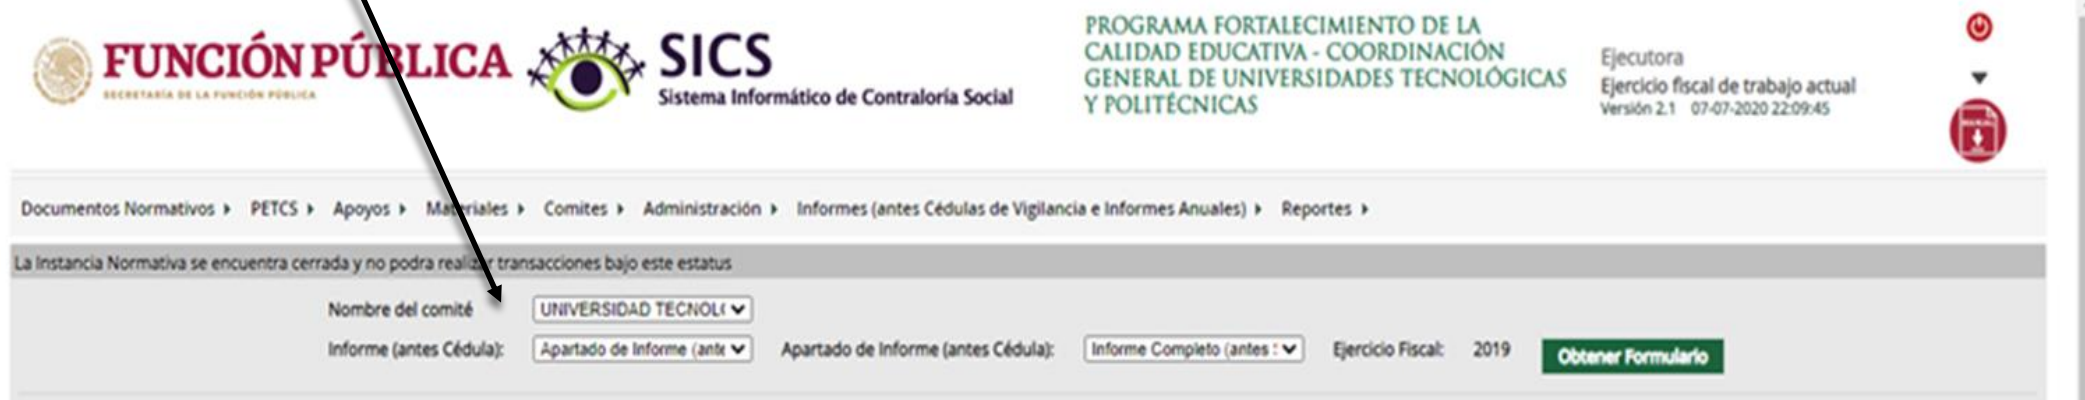 FUNCIÓN PÚBLICA
SECRETARÍA DE LA FUNCIÓN PÚBLICA
SICS
Sistema Informático de Contraloría Social
PROGRAMA FORTALECIMIENTO DE LA
CALIDAD EDUCATIVA - COORDINACIÓN
GENERAL DE UNIVERSIDADES TECNOLÓGICAS
Y POLITÉCNICAS
Ejecutora
Ejercicio fiscal de trabajo actual
Versión 2.1 07-07-2020 22:09:45
MANUAL
Documentos Normativos PETCS Apoyos Materiales Comites Administración Informes (antes Cédulas de Vigilancia e Informes Anuales) Reportes
La Instancia Normativa se encuentra cerrada y no podra realizar transacciones bajo este estatus
Nombre del comité UNIVERSIDAD TECNOL
Informe (antes Cédula): Apartado de Informe (ante Apartado de Informe (antes Cédula): Informe Completo (antes : Ejercicio Fiscal: 2019 Obtener Formulario